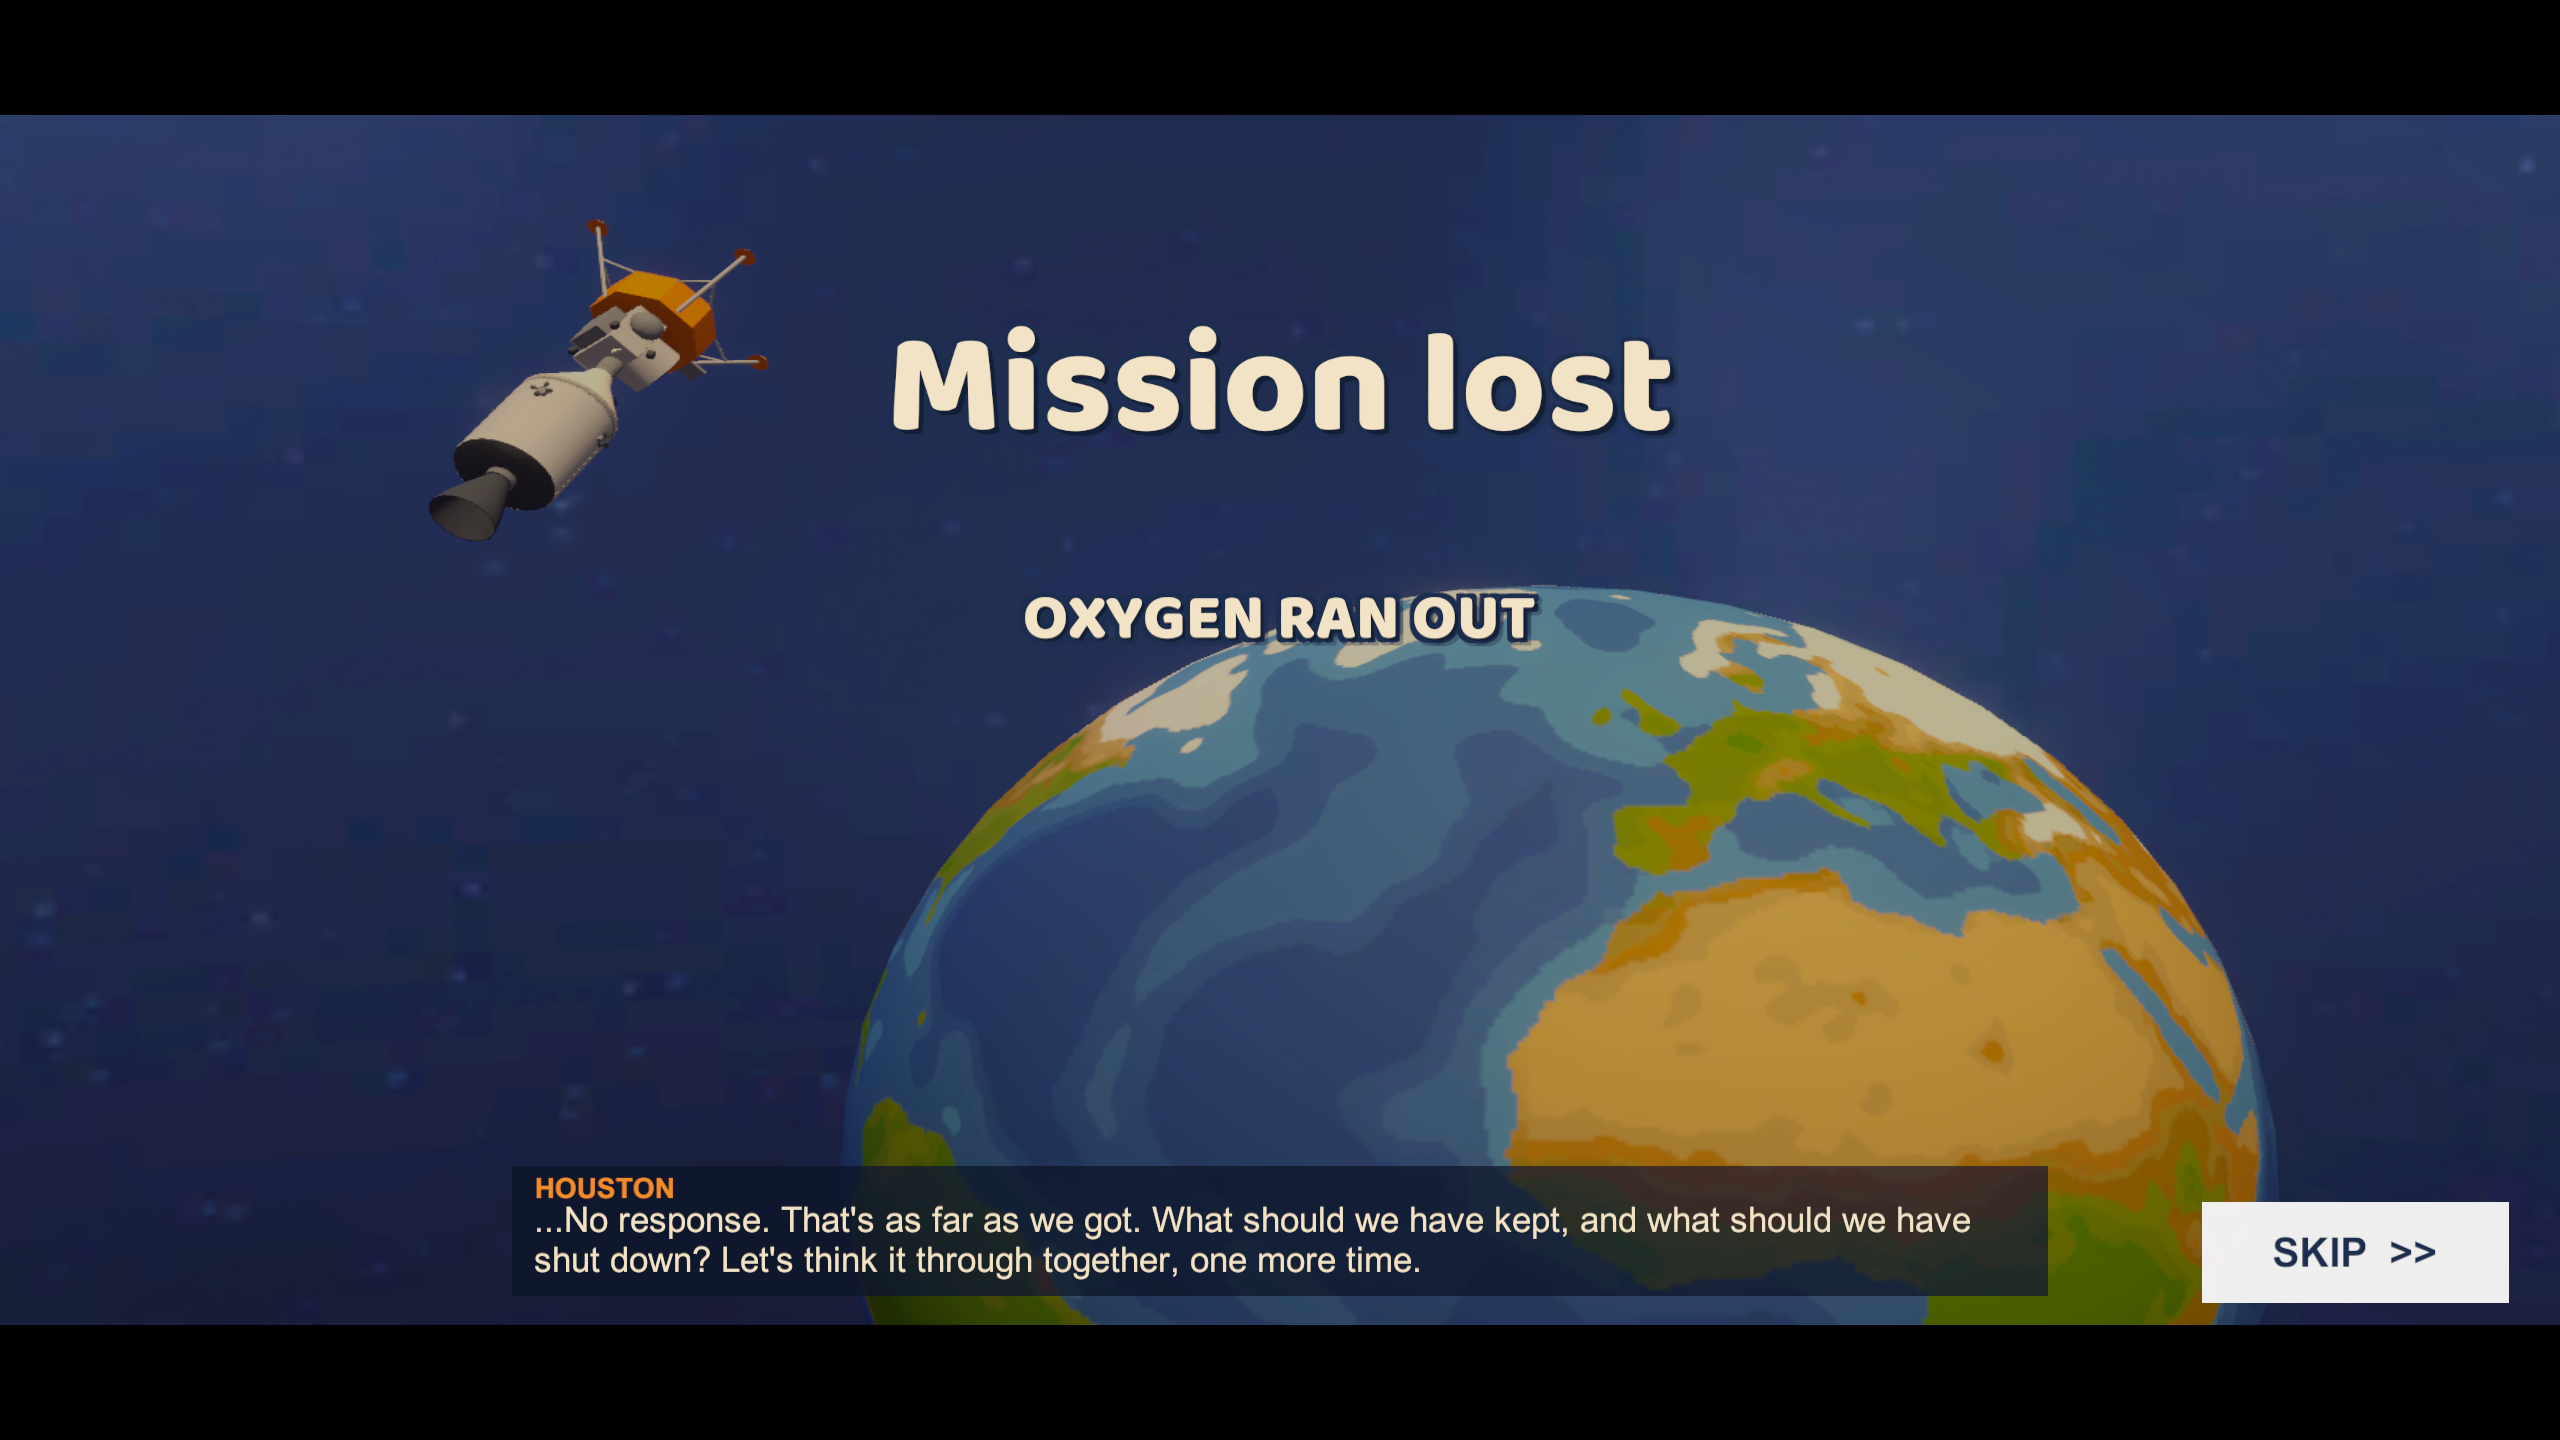 Mission lost
OXYGEN RAN OUT
HOUSTON
...No response. That's as far as we got. What should we have kept, and what should we have
shut down? Let's think it through together, one more time.
SKIP >>